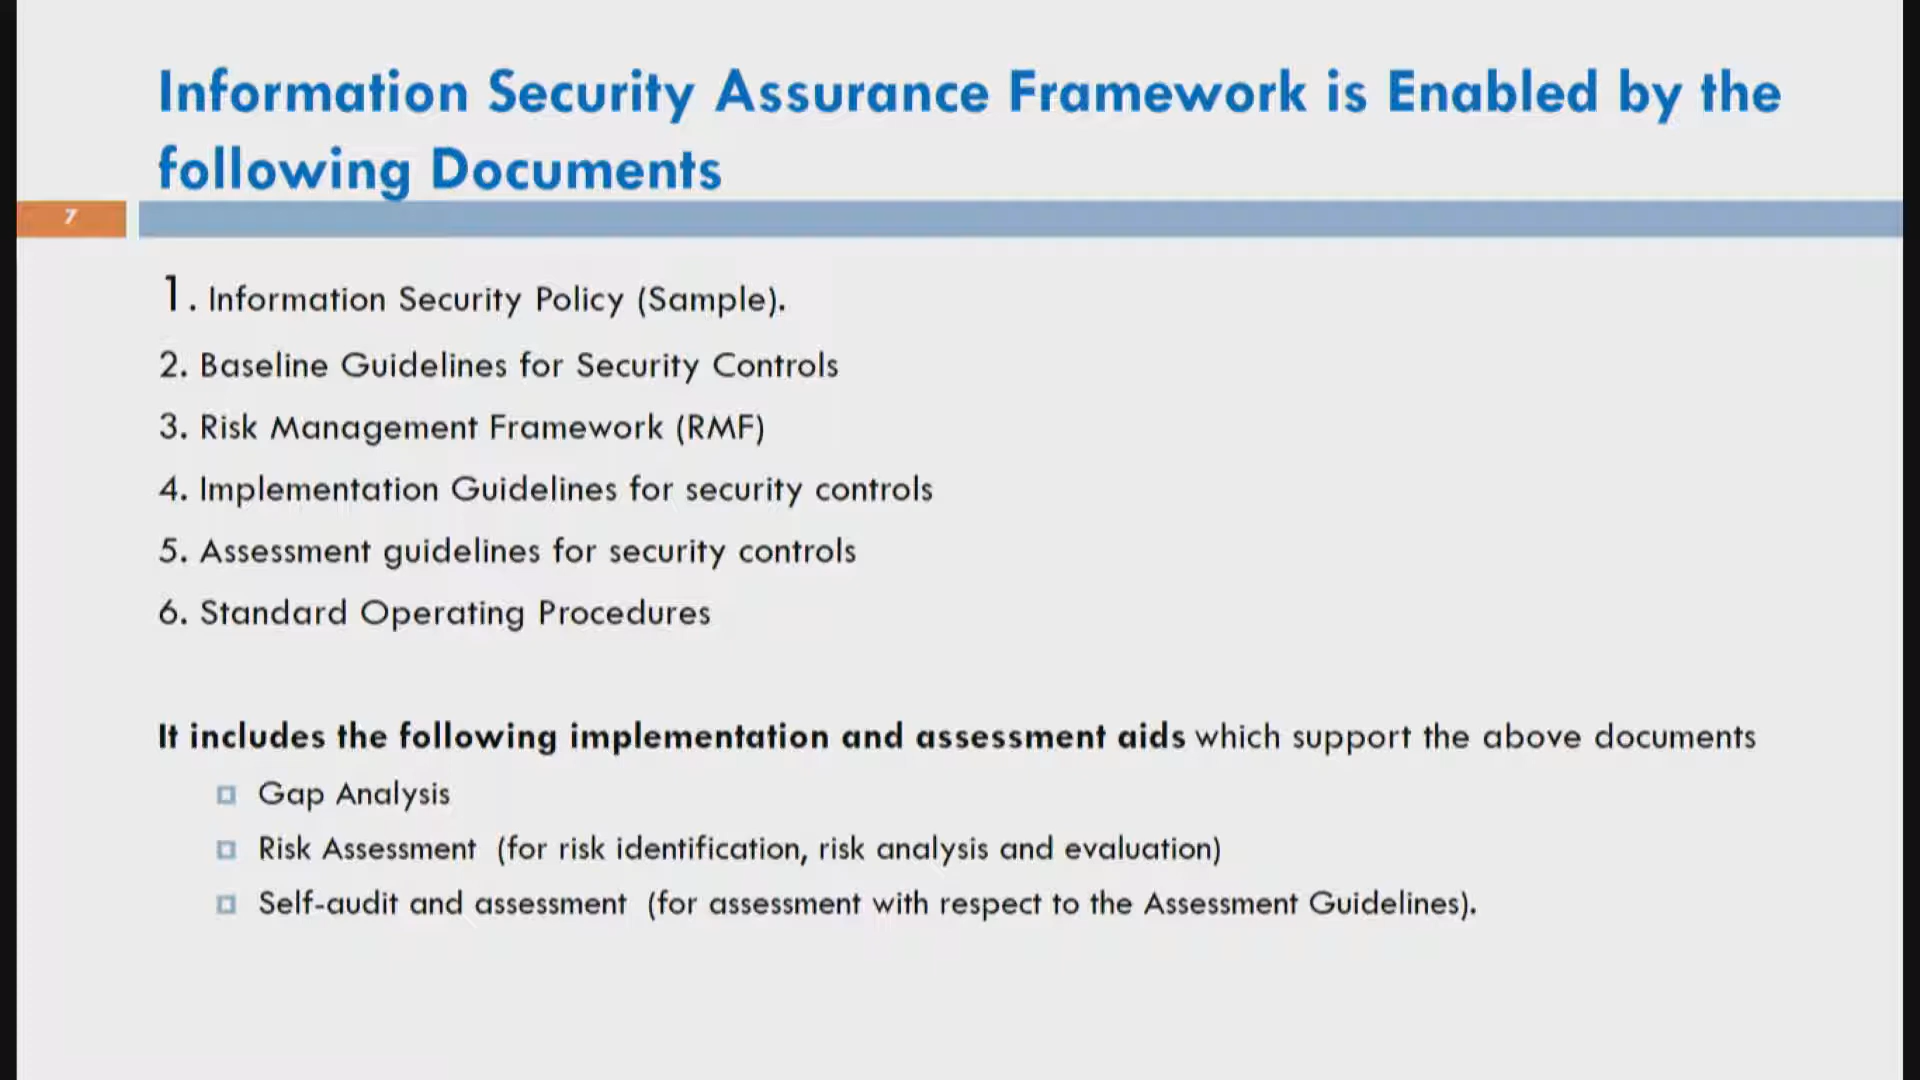 Information Security Assurance Framework is Enabled by the
following Documents
7
1. Information Security Policy (Sample).
2. Baseline Guidelines for Security Controls
3. Risk Management Framework (RMF)
4. Implementation Guidelines for security controls
5. Assessment guidelines for security controls
6. Standard Operating Procedures
It includes the following implementation and assessment aids which support the above documents
Gap Analysis
Risk Assessment (for risk identification, risk analysis and evaluation)
Self-audit and assessment (for assessment with respect to the Assessment Guidelines).